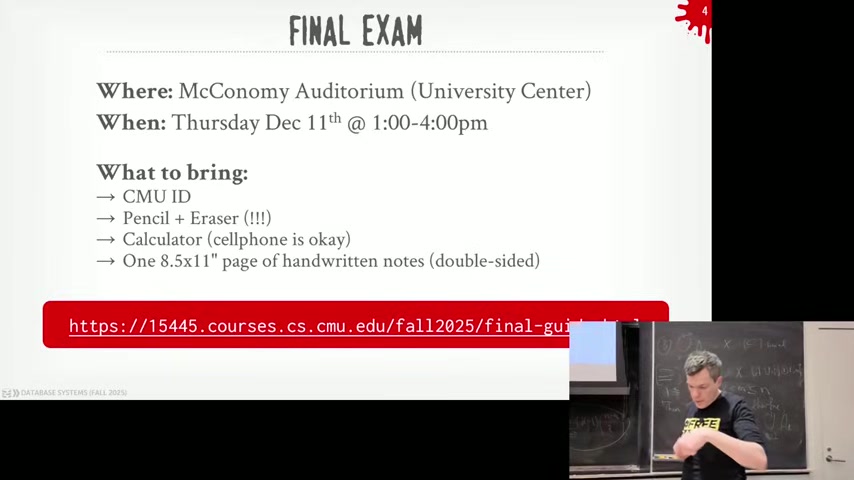 FINAL EXAM
4
Where: McConomy Auditorium (University Center)
When: Thursday Dec 11th @ 1:00-4:00pm
What to bring:
→ CMU ID
→ Pencil + Eraser (!!!)
→ Calculator (cellphone is okay)
→ One 8.5x11" page of handwritten notes (double-sided)
https://15445.courses.cs.cmu.edu/fall2025/final-gui
DATABASE SYSTEMS (FALL 2025)